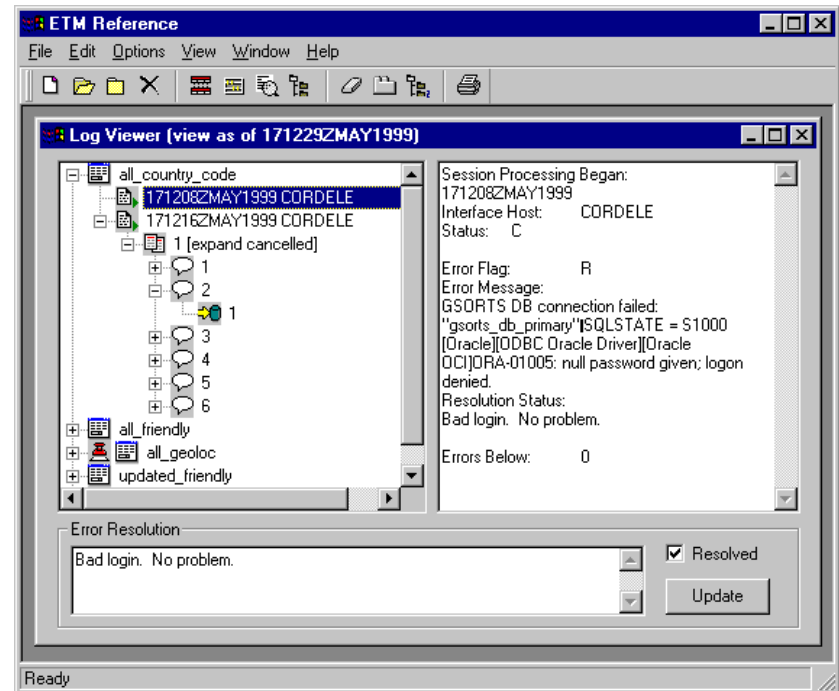 ETM Reference
File Edit Options View Window Help
Log Viewer (view as of 171229ZMAY1999)
all_country_code
171208ZMAY1999 CORDELE
171216ZMAY1999 CORDELE
1 [expand cancelled]
1
2
1
3
4
5
6
all_friendly
all_geoloc
updated_friendly
Session Processing Began:
171208ZMAY1999
Interface Host: CORDELE
Status: C
Error Flag: R
Error Message:
GSORTS DB connection failed:
"gsorts_db_primary"|SQLSTATE = S1000
[Oracle][ODBC Oracle Driver][Oracle
OCI]ORA-01005: null password given; logon
denied.
Resolution Status:
Bad login. No problem.
Errors Below: 0
Error Resolution
Bad login. No problem.
Resolved
Update
Ready